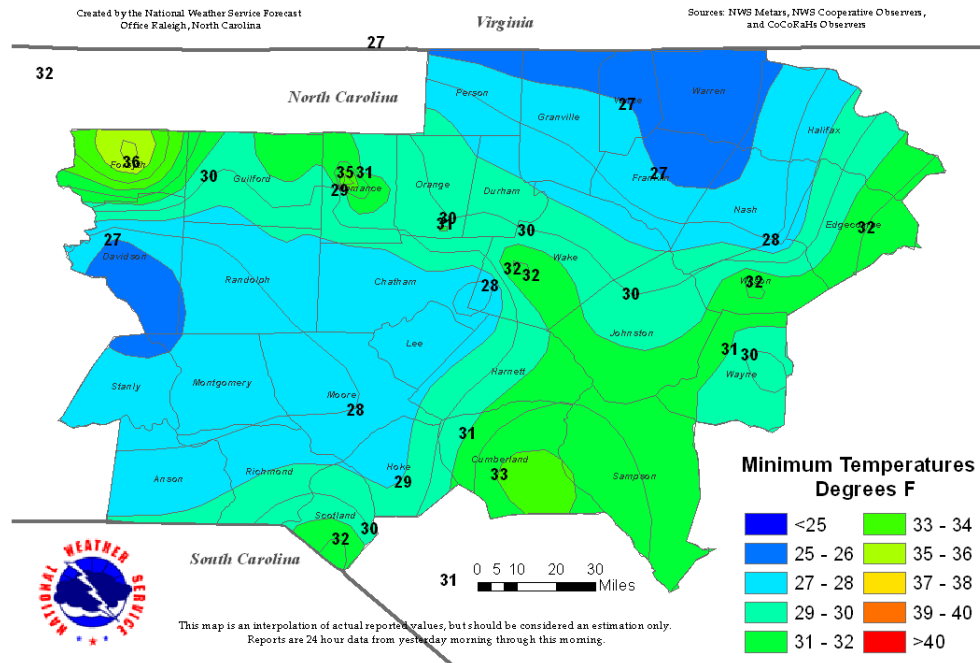 Created by the National Weather Service Forecast
Office Raleigh, North Carolina
Virginia
Sources: NWS Metars, NWS Cooperative Observers,
and CoCoRaHs Observers
27
32
North Carolina
Person
Granville
27
Warren
Halifax
36
30
Guilford
35 31
29
Orange
Durham
27
Nash
30
31
30
28
Edgecombe
32
27
Davidson
Randolph
Chatham
28
Wake
32 32
30
32
Johnston
Lee
Harnett
31 30
Wayne
Stanly
Montgomery
Moore
28
31
Cumberland
33
Sampson
Anson
Richmond
Hoke
29
Scotland
30
32
South Carolina
31
0 5 10 20 30
Miles
Minimum Temperatures
Degrees F
<25 33 - 34
25 - 26 35 - 36
27 - 28 37 - 38
29 - 30 39 - 40
31 - 32 >40
NATIONAL WEATHER SERVICE
This map is an interpolation of actual reported values, but should be considered an estimation only.
Reports are 24 hour data from yesterday morning through this morning.